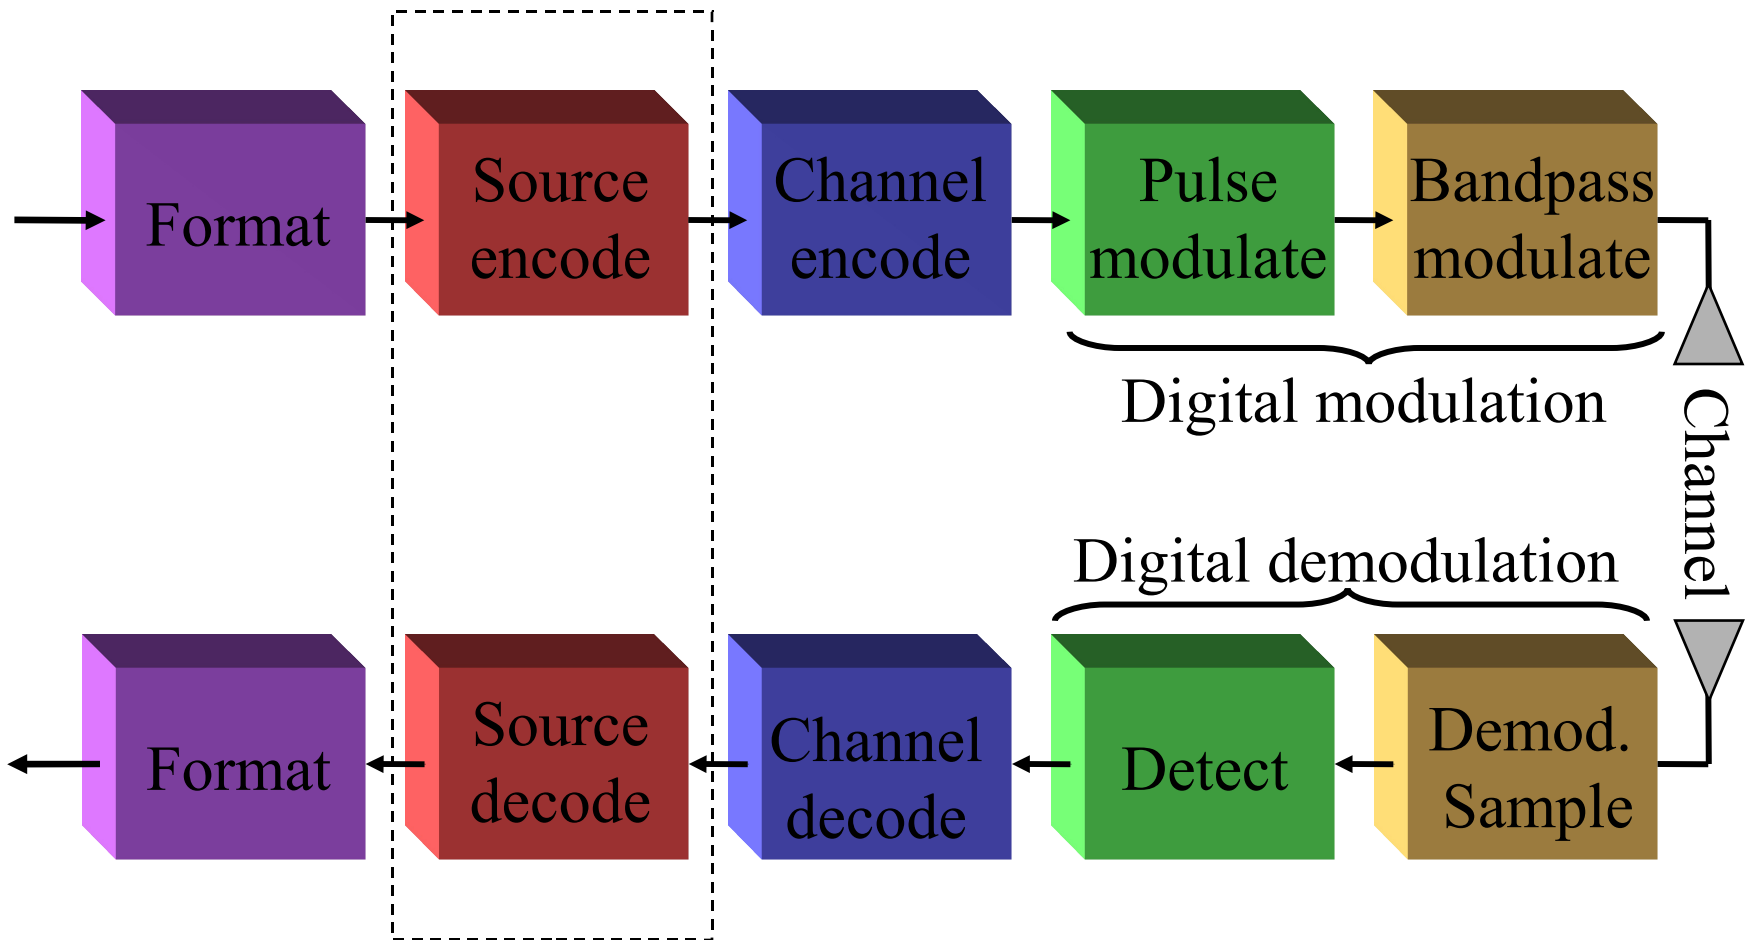 Format
Source
encode
Channel
encode
Pulse
modulate
Bandpass
modulate
Digital modulation
Channel
Digital demodulation
Format
Source
decode
Channel
decode
Detect
Demod.
Sample